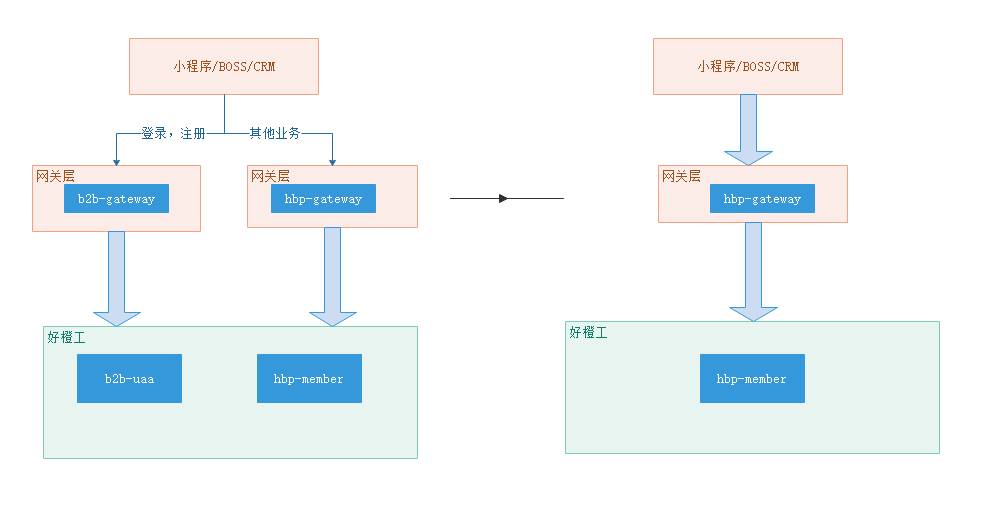 小程序/BOSS/CRM
登录，注册
其他业务
网关层
b2b-gateway
网关层
hbp-gateway
好橙工
b2b-uaa
hbp-member
小程序/BOSS/CRM
网关层
hbp-gateway
好橙工
hbp-member